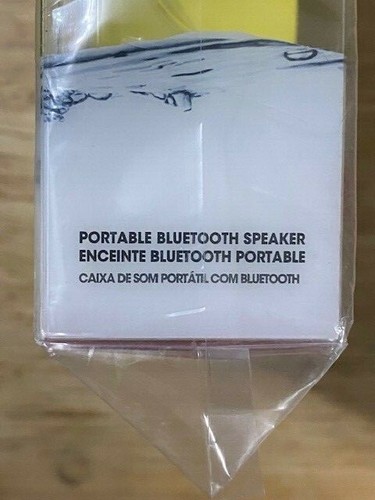 PORTABLE BLUETOOTH SPEAKER
ENCEINTE BLUETOOTH PORTABLE
CAIXA DE SOM PORTÁTIL COM BLUETOOTH